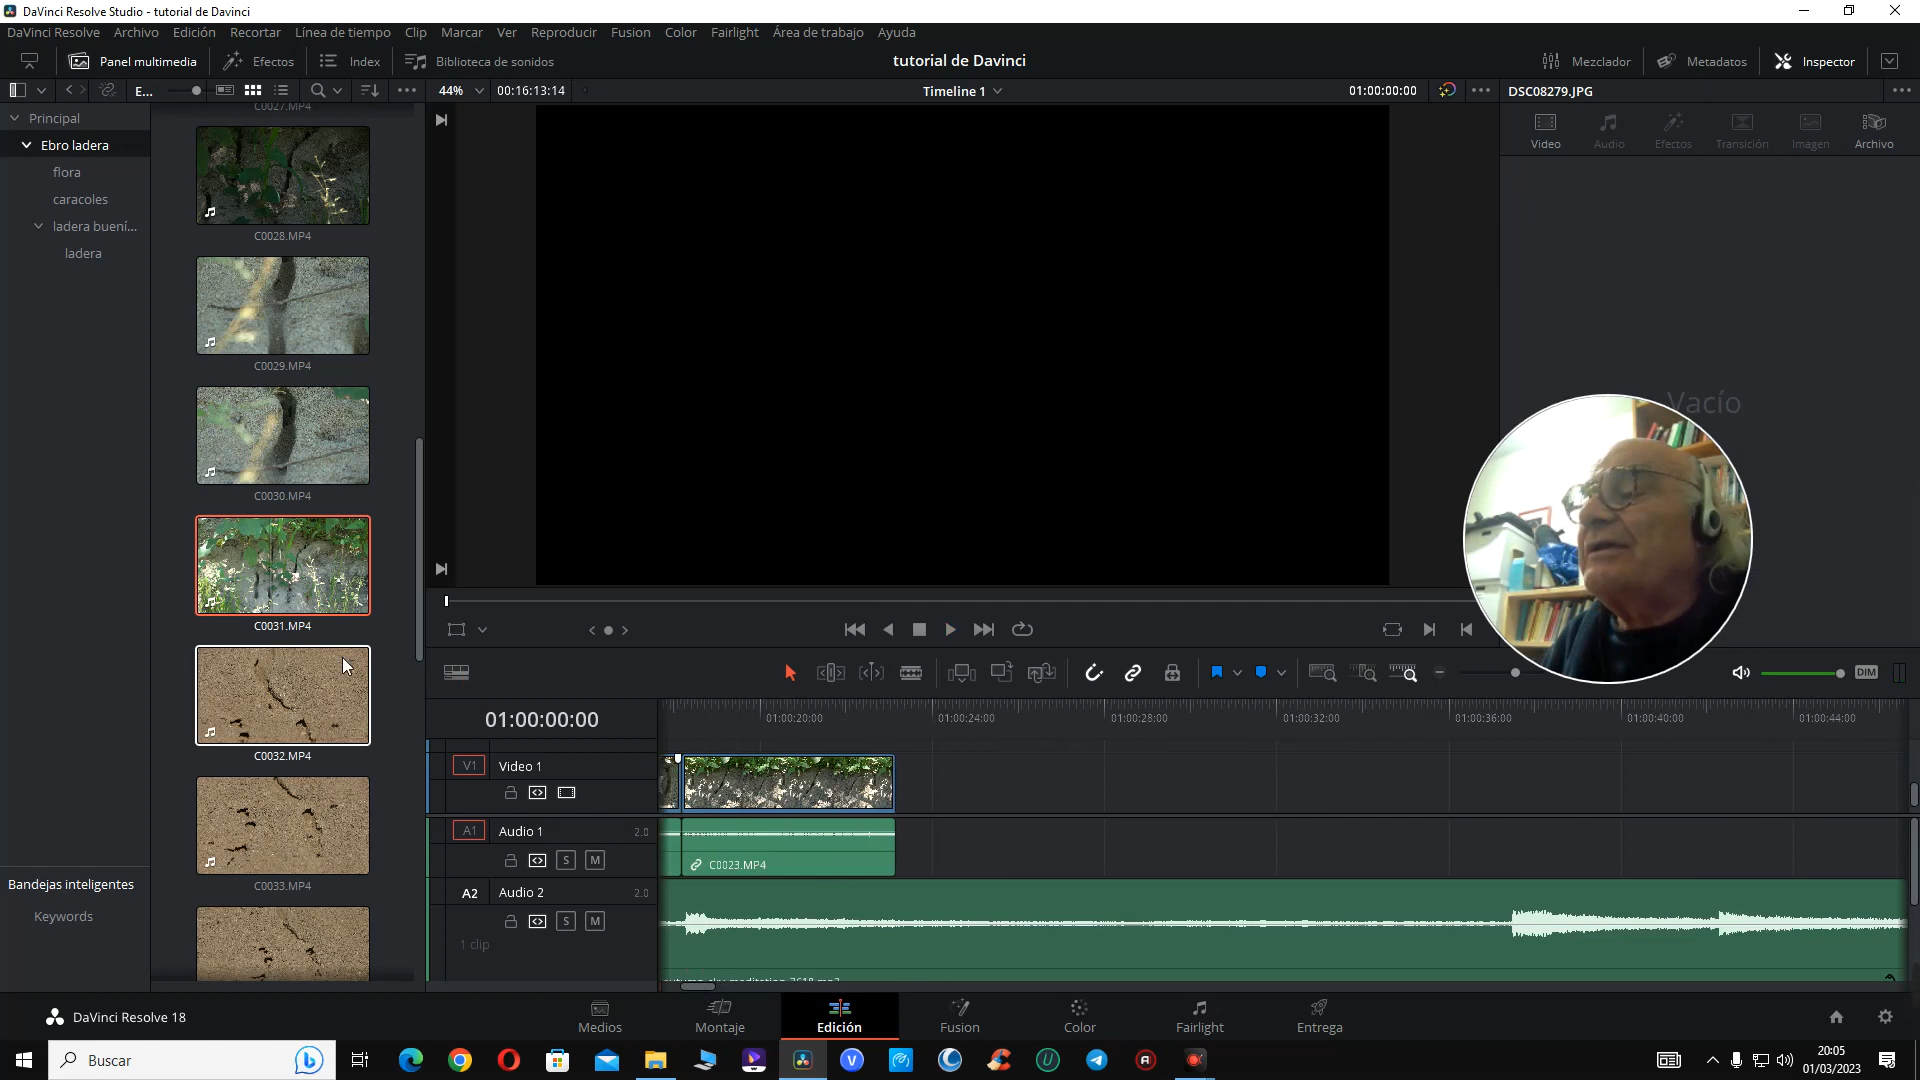 DaVinci Resolve Studio - tutorial de Davinci
DaVinci Resolve Archivo Edición Recortar Línea de tiempo Clip Marcar Ver Reproducir Fusion Color Fairlight Área de trabajo Ayuda
Panel multimedia Efectos Index Biblioteca de sonidos tutorial de Davinci Mezclador Metadatos Inspector
E... 44% 00:16:13:14 Timeline 1 01:00:00:00 DSC08279.JPG
C0027.MP4
Principal
Ebro ladera
flora
caracoles
ladera buení...
ladera
Video Audio Efectos Transición Imagen Archivo
C0028.MP4
C0029.MP4
Vacío
C0030.MP4
C0031.MP4
C0032.MP4
C0033.MP4
DIM
01:00:00:00
01:00:20:00 01:00:24:00 01:00:28:00 01:00:32:00 01:00:36:00 01:00:40:00 01:00:44:00
V1 Video 1
A1 Audio 1 2.0
S M
C0023.MP4
A2 Audio 2 2.0
S M
1 clip
Bandejas inteligentes
Keywords
DaVinci Resolve 18
Medios Montaje Edición Fusion Color Fairlight Entrega
Buscar
20:05
01/03/2023